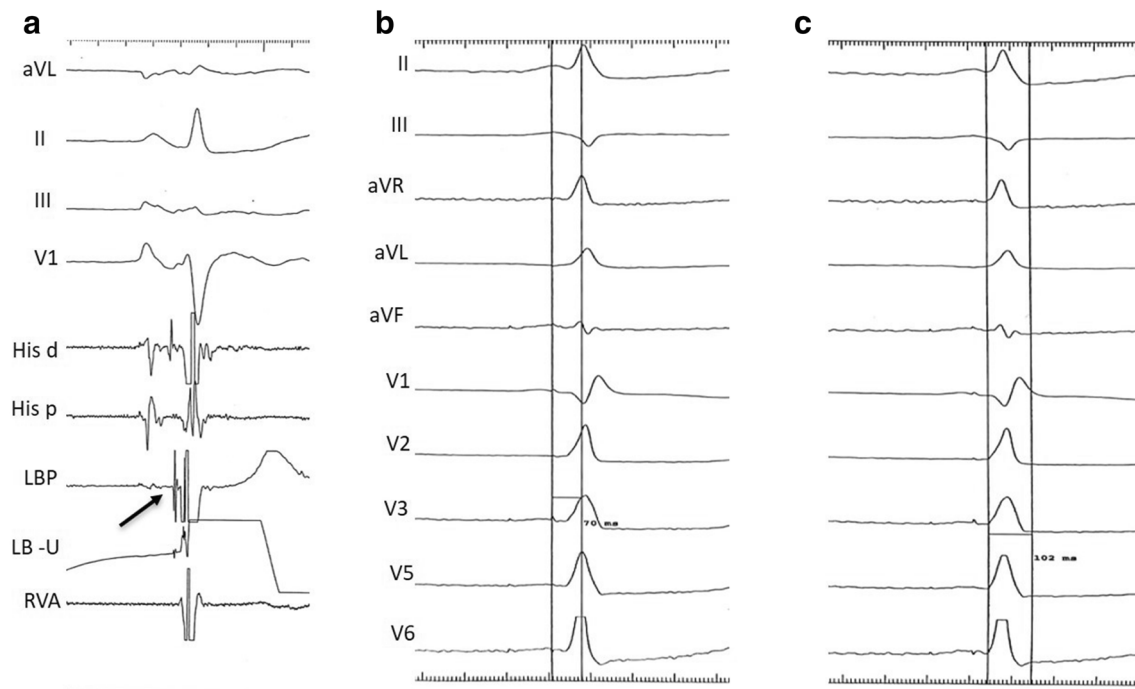 a
aVL
II
III
V1
His d
His p
LBP
LB -U
RVA
b
II
III
aVR
aVL
aVF
V1
V2
V3
70 ms
V5
V6
c
102 ms